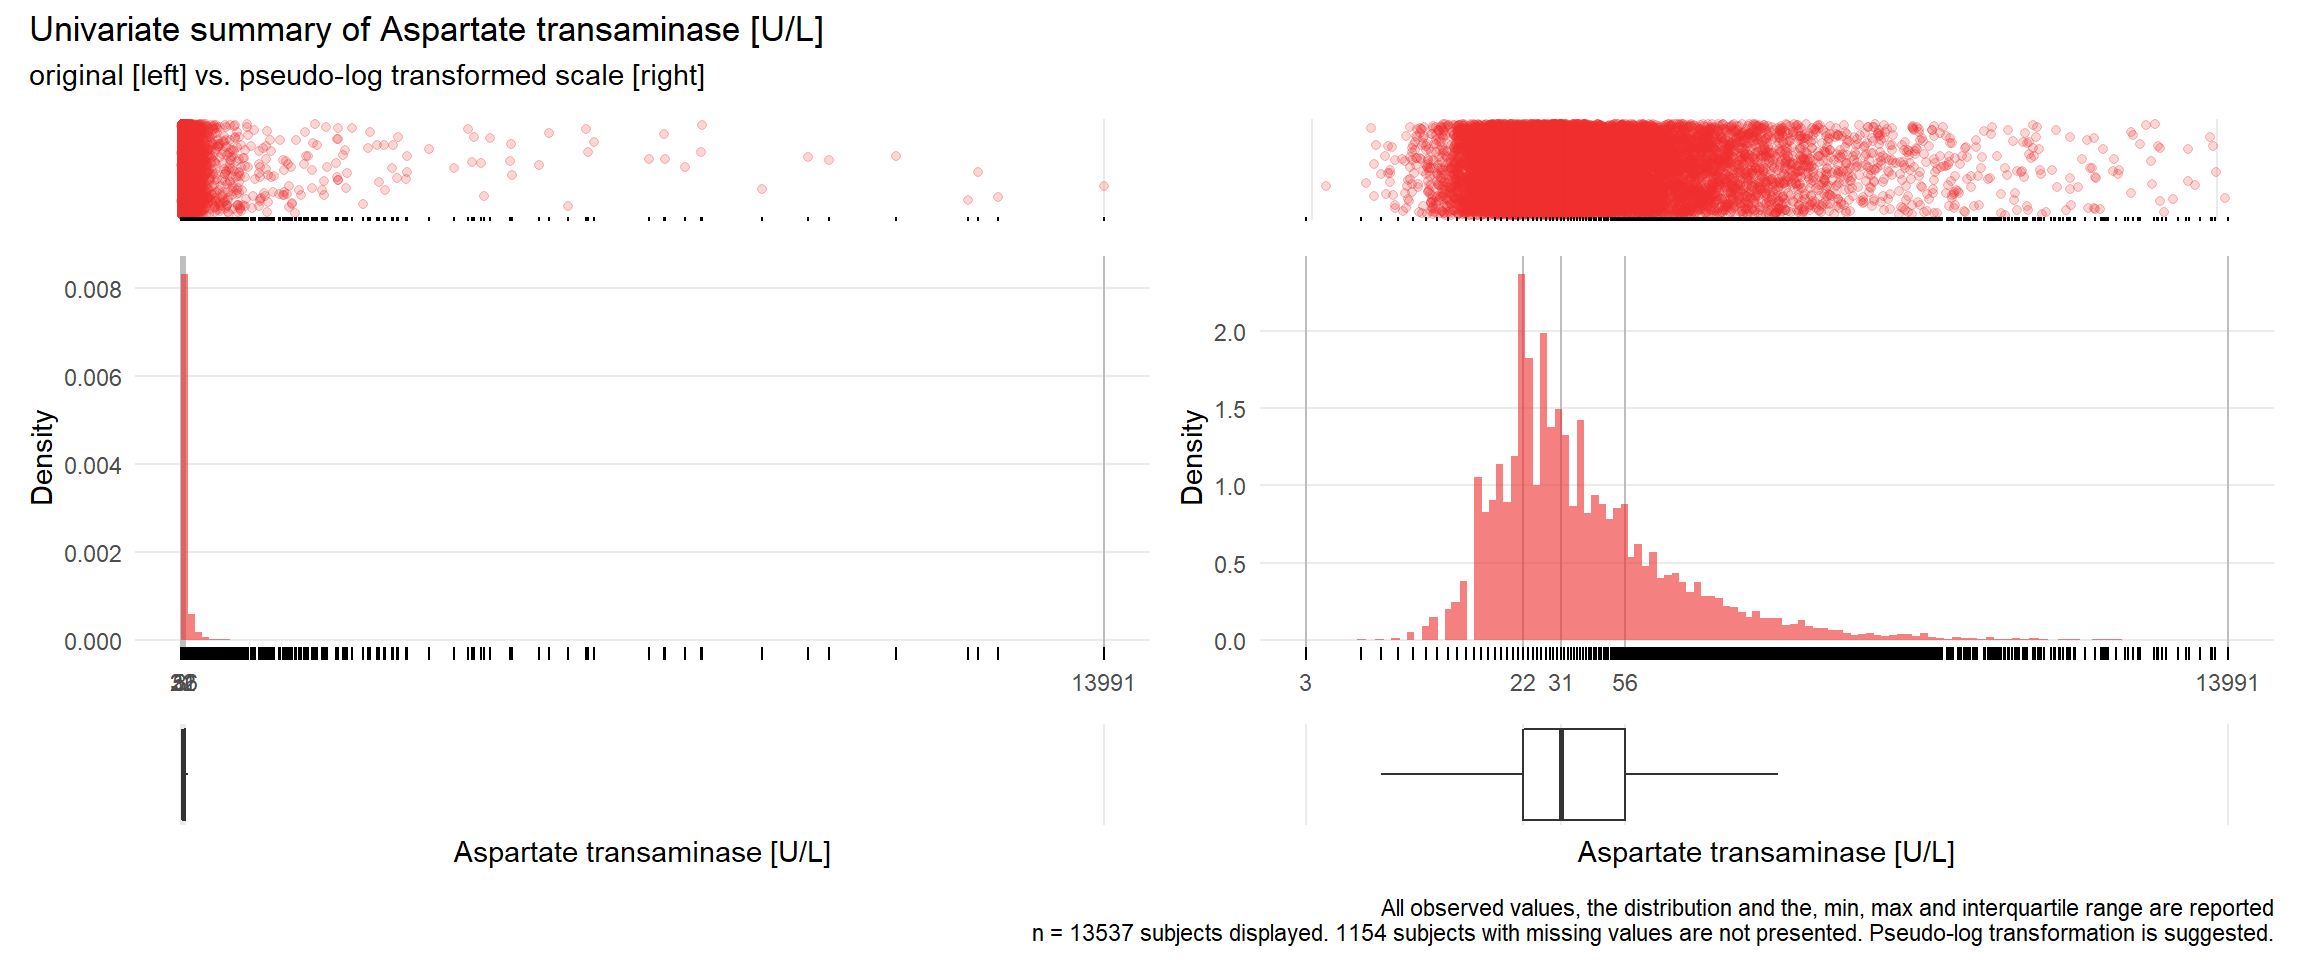 Univariate summary of Aspartate transaminase [U/L]
original [left] vs. pseudo-log transformed scale [right]
Density
0.008
0.006
0.004
0.002
0.000
13991
Aspartate transaminase [U/L]
Density
2.0
1.5
1.0
0.5
0.0
3 22 31 56 13991
Aspartate transaminase [U/L]
All observed values, the distribution and the, min, max and interquartile range are reported
n = 13537 subjects displayed. 1154 subjects with missing values are not presented. Pseudo-log transformation is suggested.